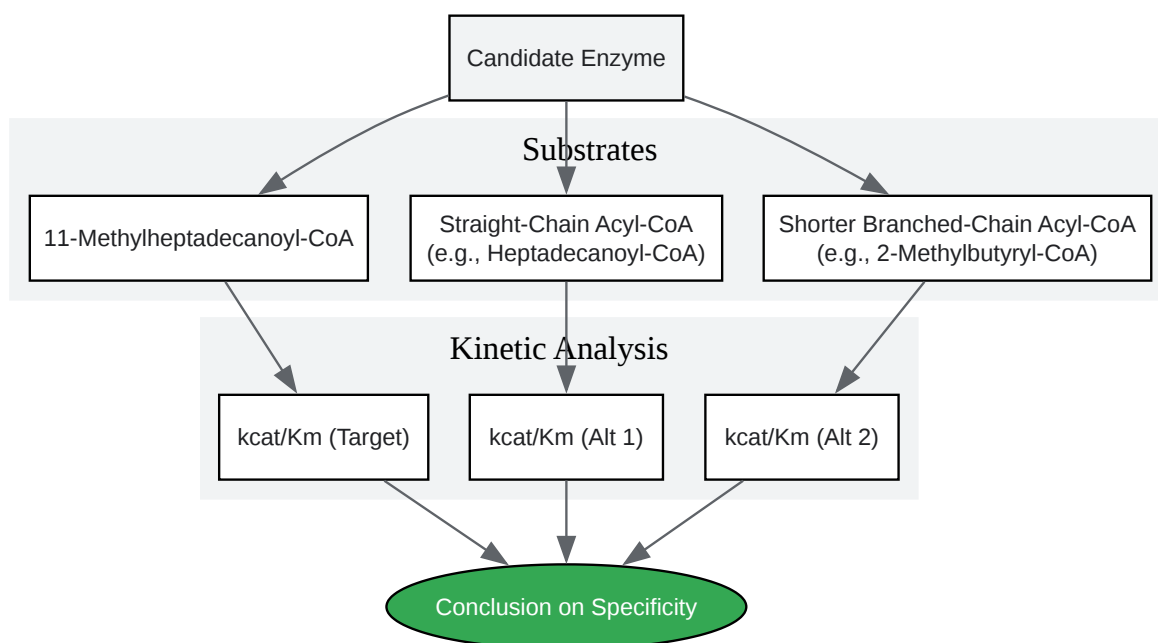 Candidate Enzyme
Substrates
11-Methylheptadecanoyl-CoA
Straight-Chain Acyl-CoA
(e.g., Heptadecanoyl-CoA)
Shorter Branched-Chain Acyl-CoA
(e.g., 2-Methylbutyryl-CoA)
Kinetic Analysis
kcat/Km (Target)
kcat/Km (Alt 1)
kcat/Km (Alt 2)
Conclusion on Specificity